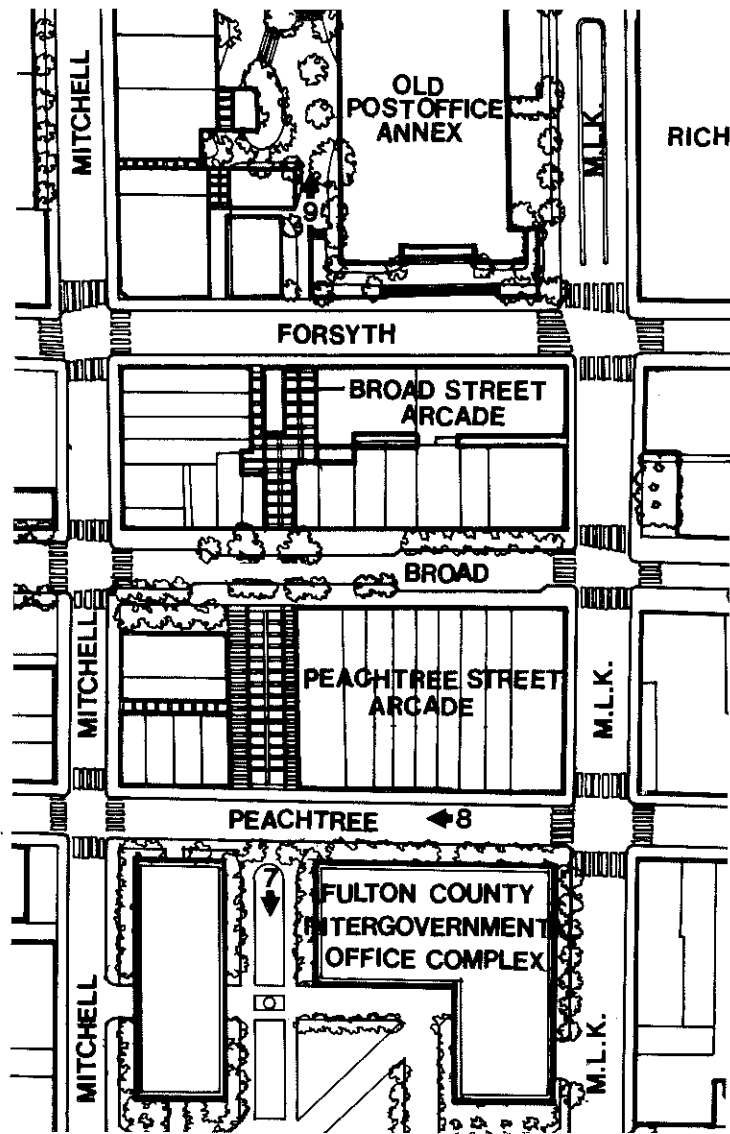 MITCHELL
OLD
POSTOFFICE
ANNEX
M.L.K.
RICH
9
FORSYTH
BROAD STREET
ARCADE
BROAD
MITCHELL
PEACHTREE STREET
ARCADE
M.L.K.
PEACHTREE
8
7
FULTON COUNTY
INTERGOVERNMENT
OFFICE COMPLEX
MITCHELL
M.L.K.